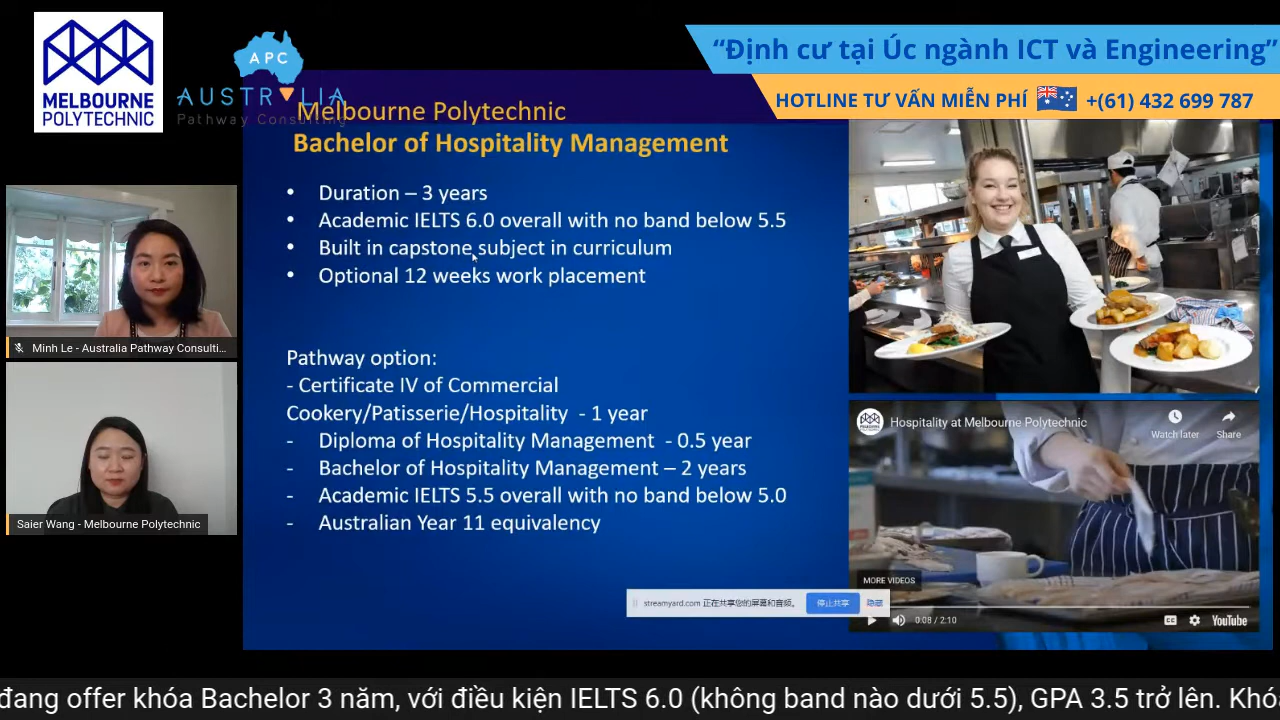 MELBOURNE
POLYTECHNIC
APC
AUSTRALIA
Pathway Consulting
“Định cư tại Úc ngành ICT và Engineering”
HOTLINE TƯ VẤN MIỄN PHÍ +(61) 432 699 787
Melbourne Polytechnic
Bachelor of Hospitality Management
• Duration – 3 years
• Academic IELTS 6.0 overall with no band below 5.5
• Built in capstone subject in curriculum
• Optional 12 weeks work placement
Pathway option:
- Certificate IV of Commercial
Cookery/Patisserie/Hospitality - 1 year
- Diploma of Hospitality Management - 0.5 year
- Bachelor of Hospitality Management – 2 years
- Academic IELTS 5.5 overall with no band below 5.0
- Australian Year 11 equivalency
Minh Le - Australia Pathway Consulti...
Saier Wang - Melbourne Polytechnic
Hospitality at Melbourne Polytechnic
Watch later
Share
MORE VIDEOS
0:08 / 2:10
CC
YouTube
streamyard.com 正在共享您的屏幕和音频。 停止共享 隐藏
đang offer khóa Bachelor 3 năm, với điều kiện IELTS 6.0 (không band nào dưới 5.5), GPA 3.5 trở lên. Khó